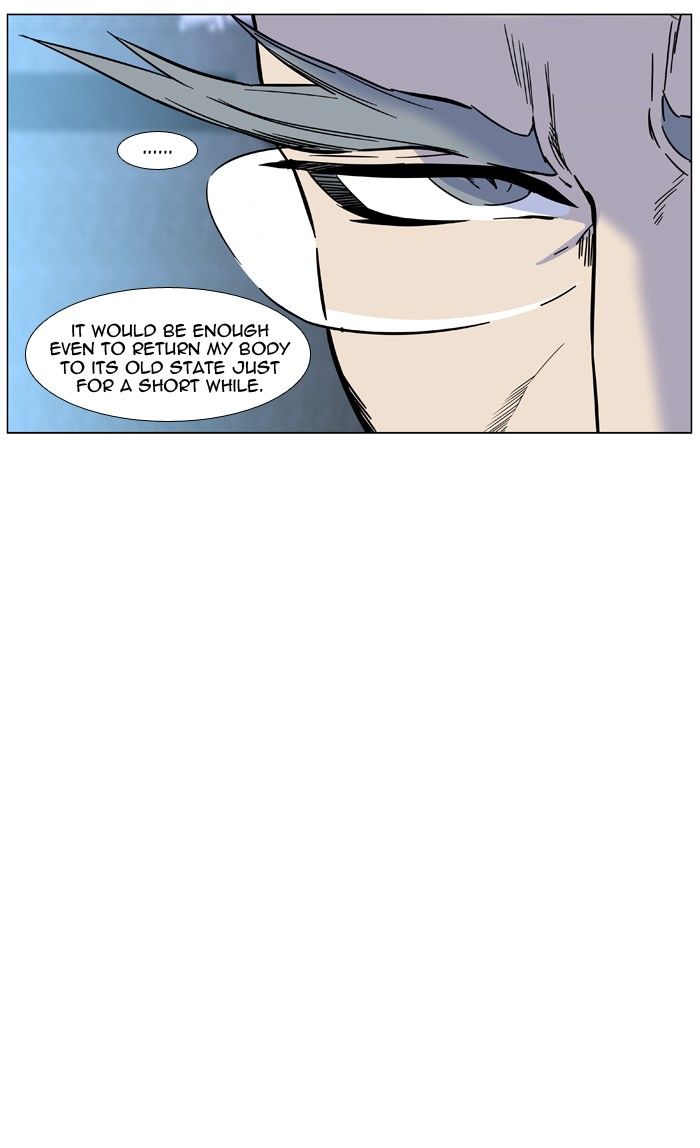 ......
IT WOULD BE ENOUGH
EVEN TO RETURN MY BODY
TO ITS OLD STATE JUST
FOR A SHORT WHILE.